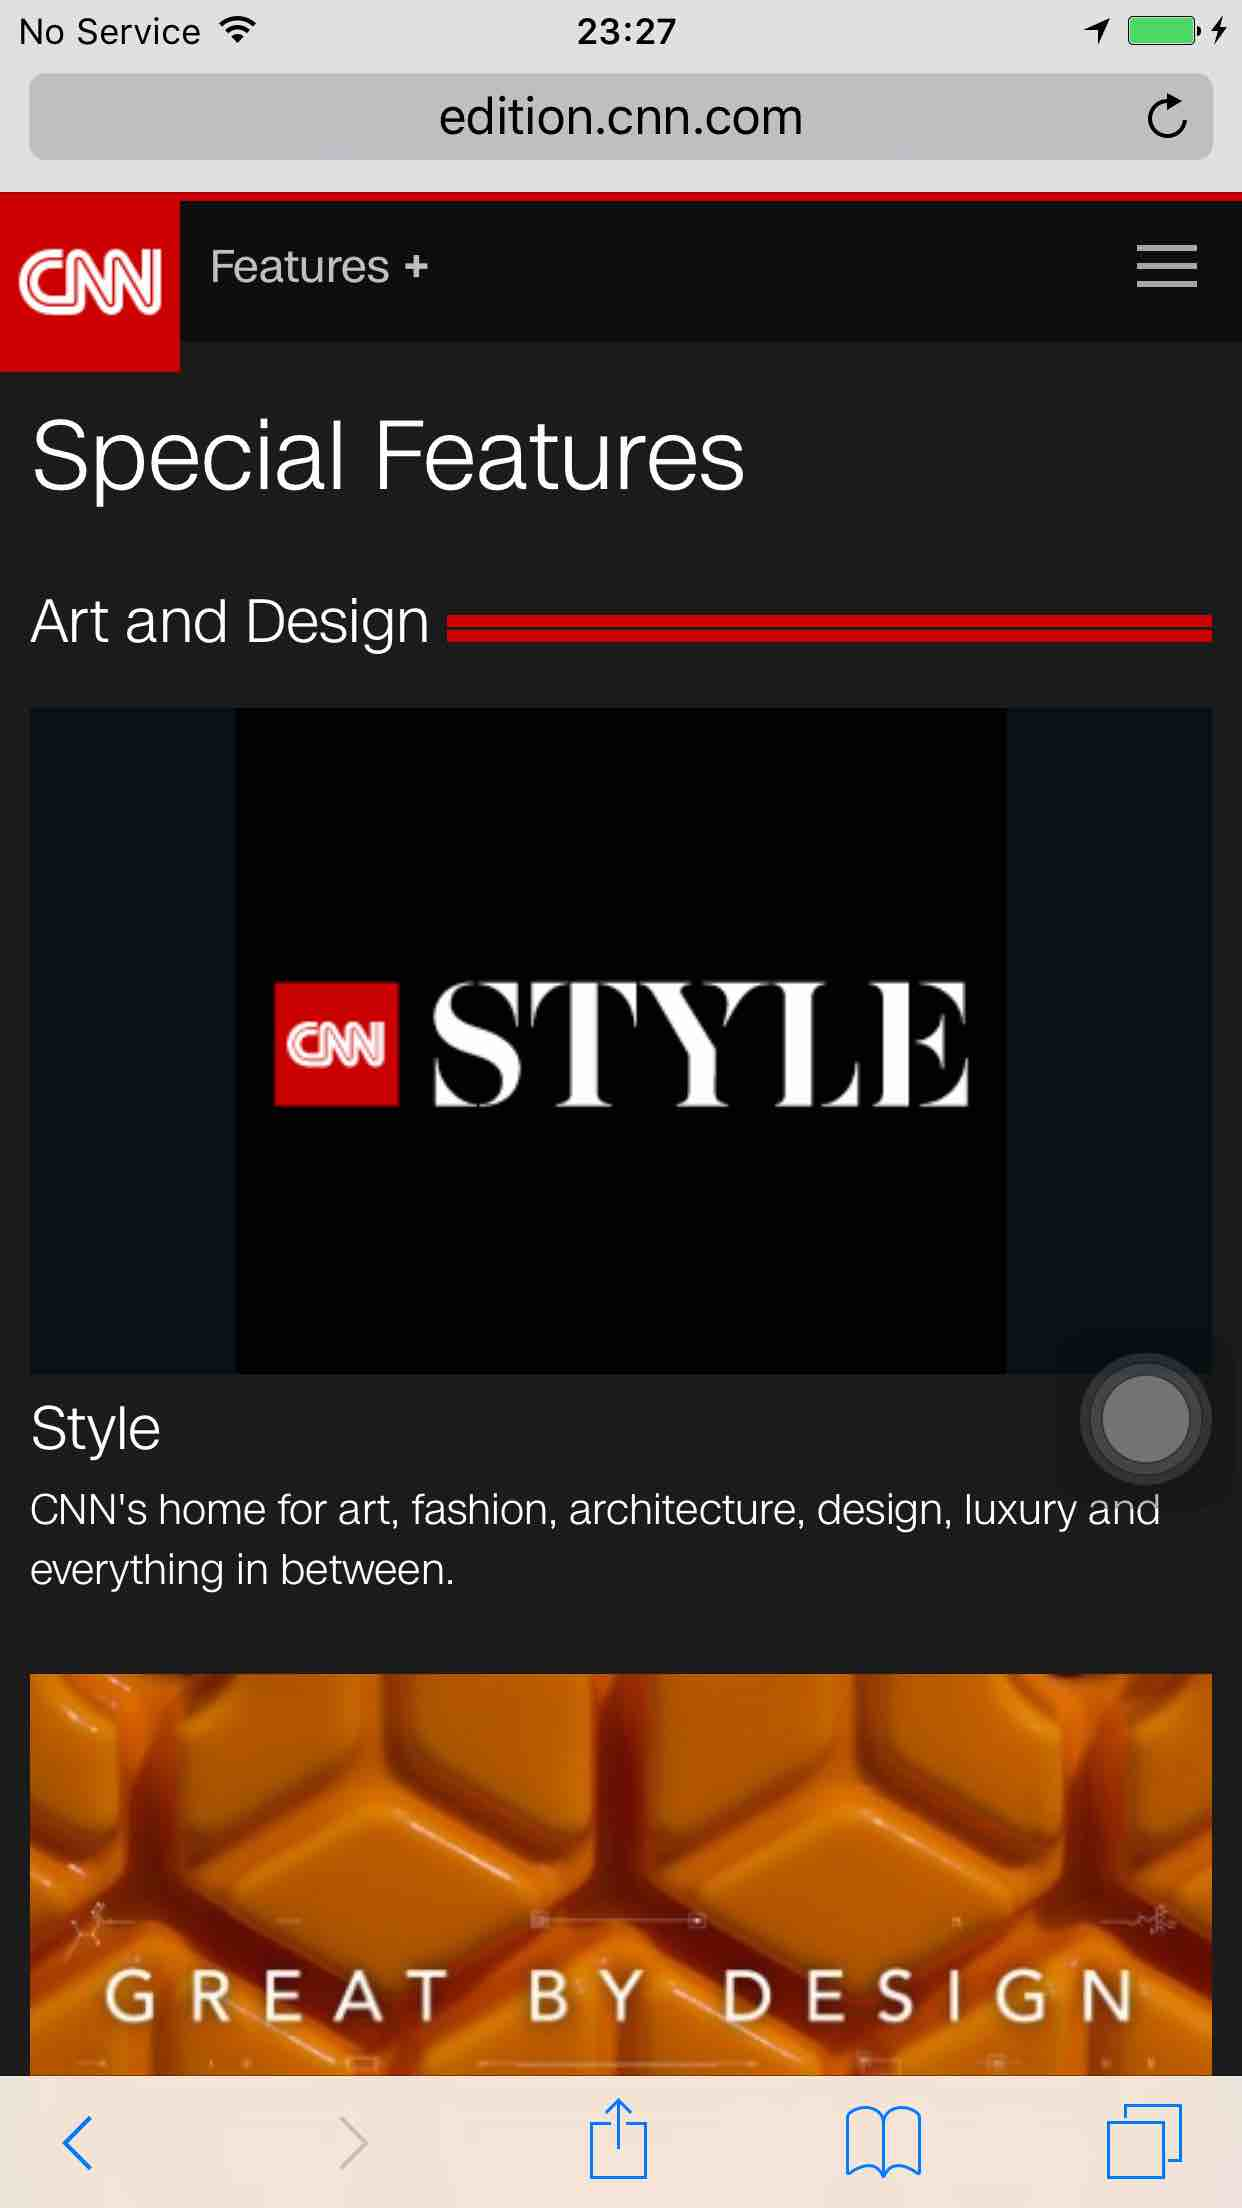 No Service 23:27
edition.cnn.com
CNN Features +
Special Features
Art and Design
CNN STYLE
Style
CNN's home for art, fashion, architecture, design, luxury and
everything in between.
GREAT BY DESIGN